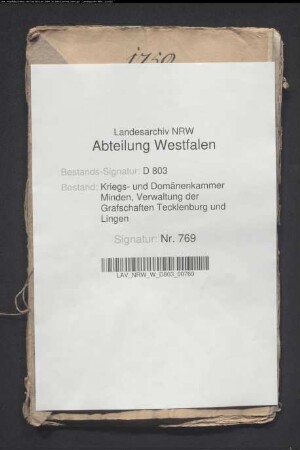 1750
Landesarchiv NRW
Abteilung Westfalen
Bestands-Signatur: D 803
Bestand: Kriegs- und Domänenkammer
Minden, Verwaltung der
Grafschaften Tecklenburg und
Lingen
Signatur: Nr. 769
LAV_NRW_W_D803_00769